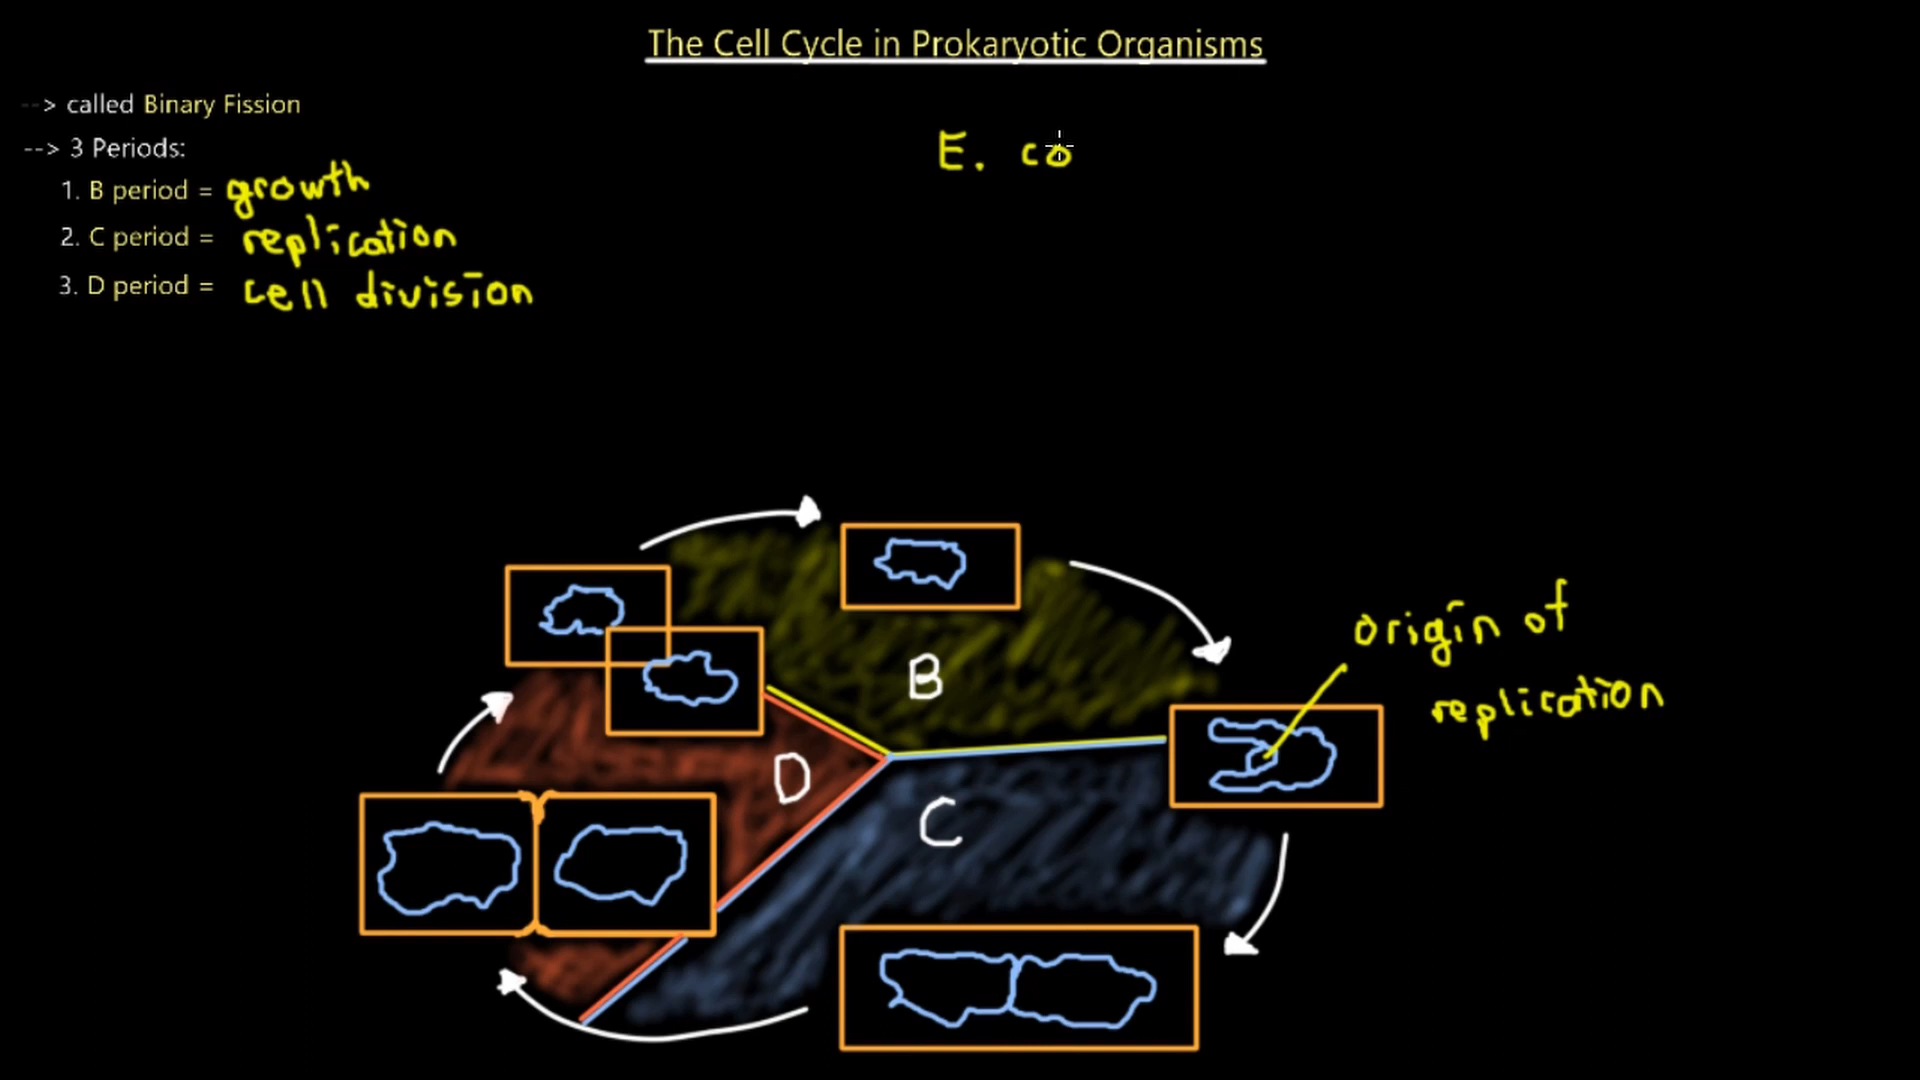 The Cell Cycle in Prokaryotic Organisms
--> called Binary Fission
--> 3 Periods:
1. B period = growth
2. C period = replication
3. D period = cell division
E. co
B
D
C
origin of
replication